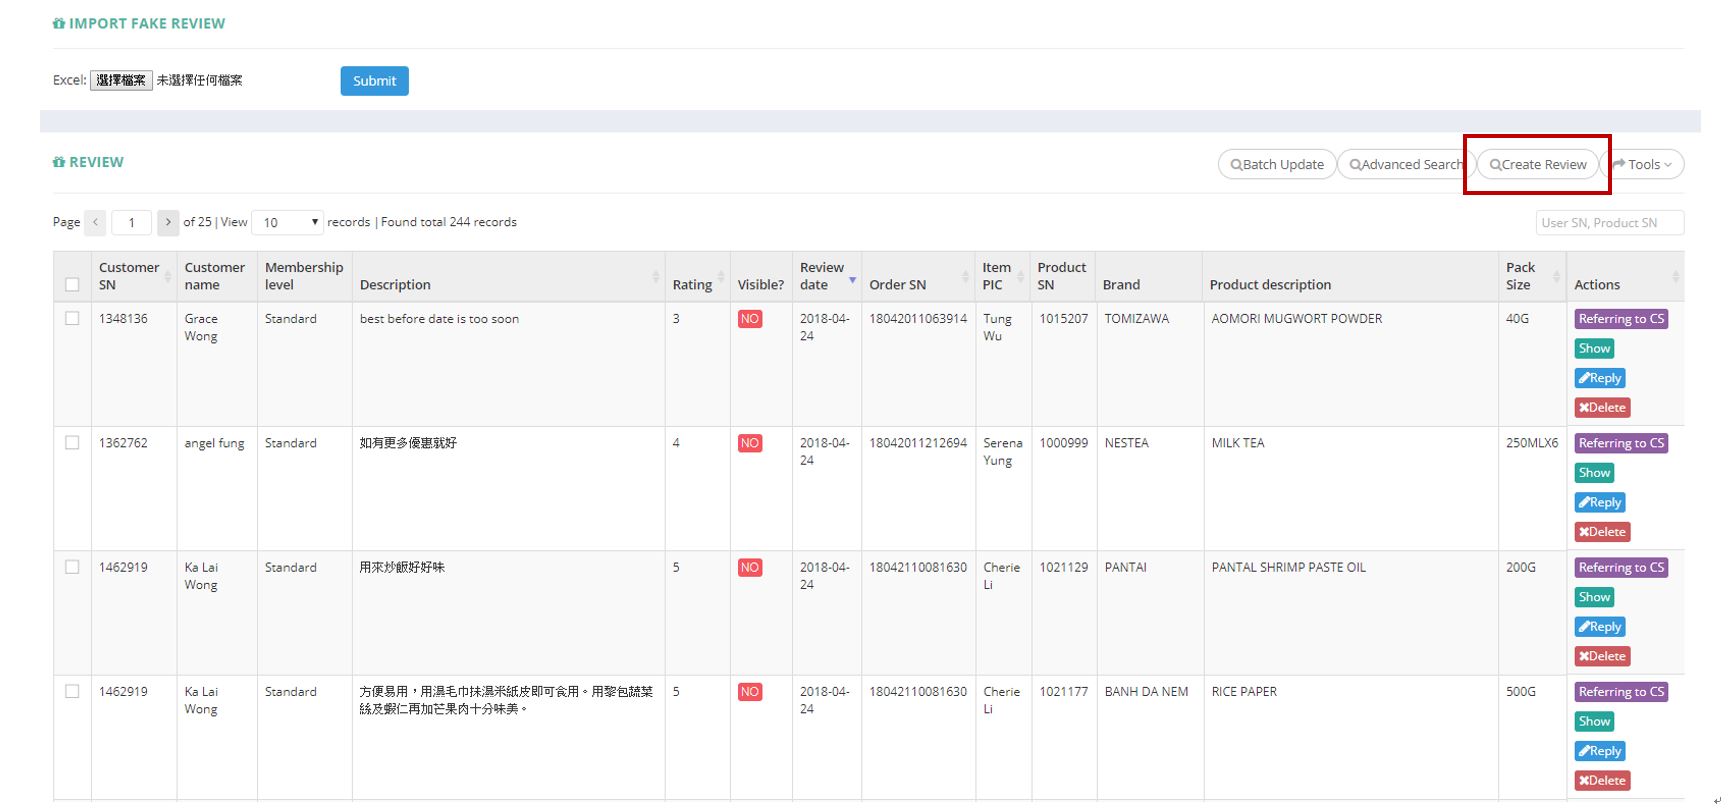 IMPORT FAKE REVIEW
Excel: 選擇檔案 未選擇任何檔案 Submit
REVIEW Batch Update Advanced Search Create Review Tools
Page 1 of 25 | View 10 records | Found total 244 records User SN, Product SN
Customer SN Customer name Membership level Description Rating Visible? Review date Order SN Item PIC Product SN Brand Product description Pack Size Actions
1348136 Grace Wong Standard best before date is too soon 3 NO 2018-04-24 18042011063914 Tung Wu 1015207 TOMIZAWA AOMORI MUGWORT POWDER 40G Referring to CS
Show
Reply
Delete
1362762 angel fung Standard 如有更多優惠就好 4 NO 2018-04-24 18042011212694 Serena Yung 1000999 NESTEA MILK TEA 250MLX6 Referring to CS
Show
Reply
Delete
1462919 Ka Lai Wong Standard 用來炒飯好好味 5 NO 2018-04-24 18042110081630 Cherie Li 1021129 PANTAI PANTAL SHRIMP PASTE OIL 200G Referring to CS
Show
Reply
Delete
1462919 Ka Lai Wong Standard 方便易用，用濕毛巾抹濕米紙皮即可食用。用黎包蔬菜絲及蝦仁再加芒果肉十分味美。 5 NO 2018-04-24 18042110081630 Cherie Li 1021177 BANH DA NEM RICE PAPER 500G Referring to CS
Show
Reply
Delete